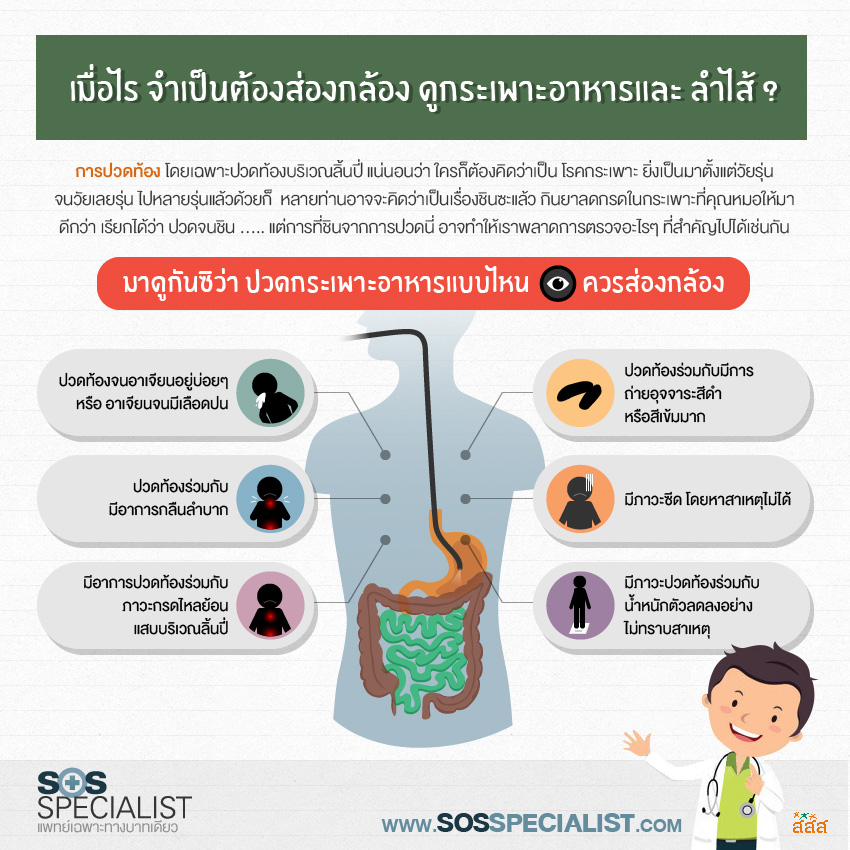 เมื่อไร จำเป็นต้องส่องกล้อง ดูกระเพาะอาหารและ ลำไส้ ?
การปวดท้อง โดยเฉพาะปวดท้องบริเวณลิ้นปี่ แน่นอนว่า ใครก็ต้องคิดว่าเป็น โรคกระเพาะ ยิ่งเป็นมาตั้งแต่วัยรุ่น
จนวัยเลยรุ่น ไปหลายรุ่นแล้วด้วยก็ หลายท่านอาจจะคิดว่าเป็นเรื่องชินซะแล้ว กินยาลดกรดในกระเพาะที่คุณหมอให้มา
ดีกว่า เรียกได้ว่า ปวดจนชิน ..... แต่การที่ชินจากการปวดนี่ อาจทำให้เราพลาดการตรวจอะไรๆ ที่สำคัญไปได้เช่นกัน
มาดูกันซิว่า ปวดกระเพาะอาหารแบบไหน ควรส่องกล้อง
ปวดท้องจนอาเจียนอยู่บ่อยๆ
หรือ อาเจียนจนมีเลือดปน
ปวดท้องร่วมกับ
มีอาการกลืนลำบาก
มีอาการปวดท้องร่วมกับ
ภาวะกรดไหลย้อน
แสบบริเวณลิ้นปี่
ปวดท้องร่วมกับมีการ
ถ่ายอุจจาระสีดำ
หรือสีเข้มมาก
มีภาวะซีด โดยหาสาเหตุไม่ได้
มีภาวะปวดท้องร่วมกับ
น้ำหนักตัวลดลงอย่าง
ไม่ทราบสาเหตุ
SOS
SPECIALIST
แพทย์เฉพาะทางบาทเดียว
WWW.SOSSPECIALIST.COM
สสส